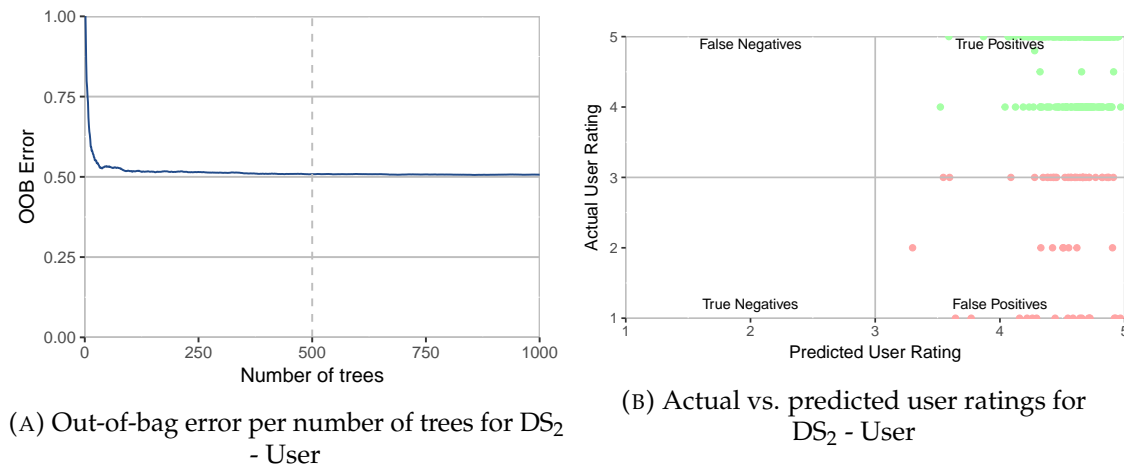 1.00
0.75
0.50
0.25
0.00
OOB Error
0 250 500 750 1000
Number of trees
(A) Out-of-bag error per number of trees for DS₂
- User
5
4
3
2
1
Actual User Rating
False Negatives True Positives
True Negatives False Positives
1 2 3 4 5
Predicted User Rating
(B) Actual vs. predicted user ratings for
DS₂ - User